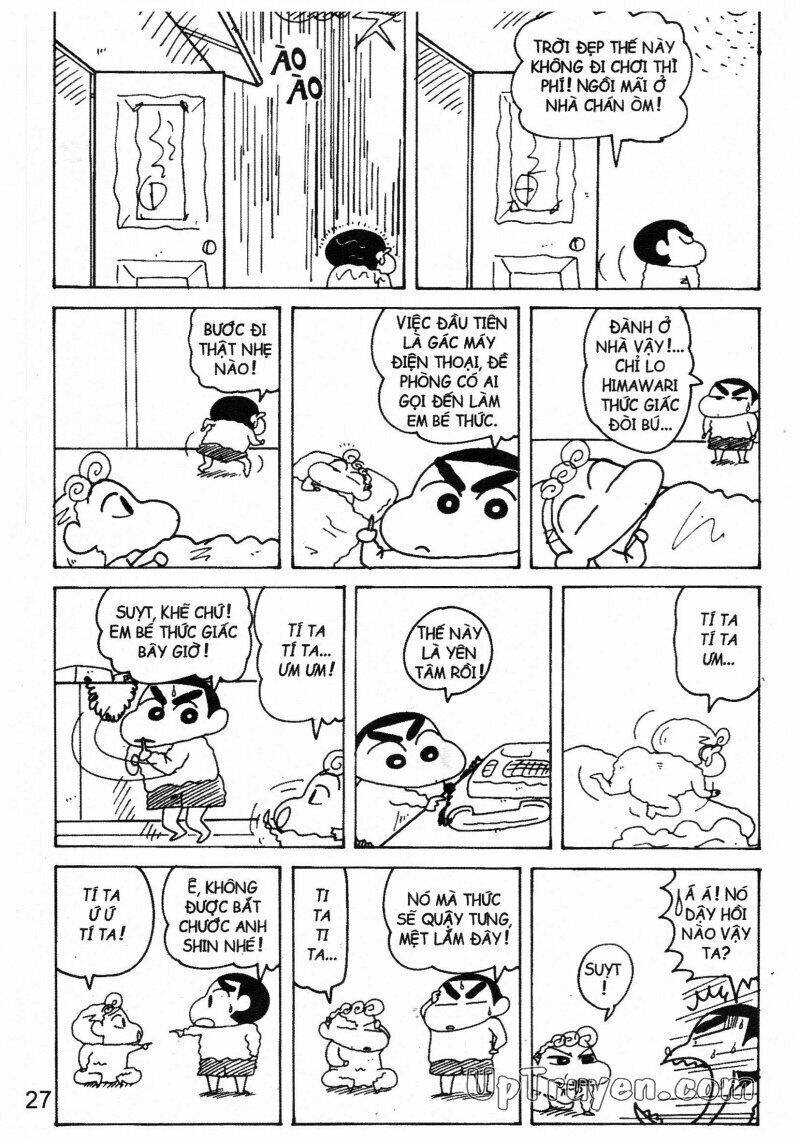 TRỜI ĐẸP THẾ NÀY
KHÔNG ĐI CHƠI THÌ
PHÍ! NGỒI MÃI Ở
NHÀ CHÁN ÒM!
ÀO
ÀO
ĐÀNH Ở
NHÀ VẬY!...
CHỈ LO
HIMAWARI
THỨC GIẤC
ĐÒI BÚ...
VIỆC ĐẦU TIÊN
LÀ GÁC MÁY
ĐIỆN THOẠI, ĐỀ
PHÒNG CÓ AI
GỌI ĐẾN LÀM
EM BÉ THỨC.
BƯỚC ĐI
THẬT NHẸ
NÀO!
TÍ TA
TÍ TA
ƯM...
THẾ NÀY
LÀ YÊN
TÂM RỒI!
TÍ TA
TÍ TA...
ƯM ƯM!
SUỴT, KHẼ CHỨ!
EM BÉ THỨC GIẤC
BÂY GIỜ!
Á Á! NÓ
DẬY HỒI
NÀO VẬY
TA?
SUỴT
!
NÓ MÀ THỨC
SẼ QUẬY TƯNG,
MỆT LẮM ĐÂY!
TI
TA
TI
TA...
Ê, KHÔNG
ĐƯỢC BẮT
CHƯỚC ANH
SHIN NHÉ!
TÍ TA
Ứ Ứ
TÍ TA!
27
UpTruyen.com